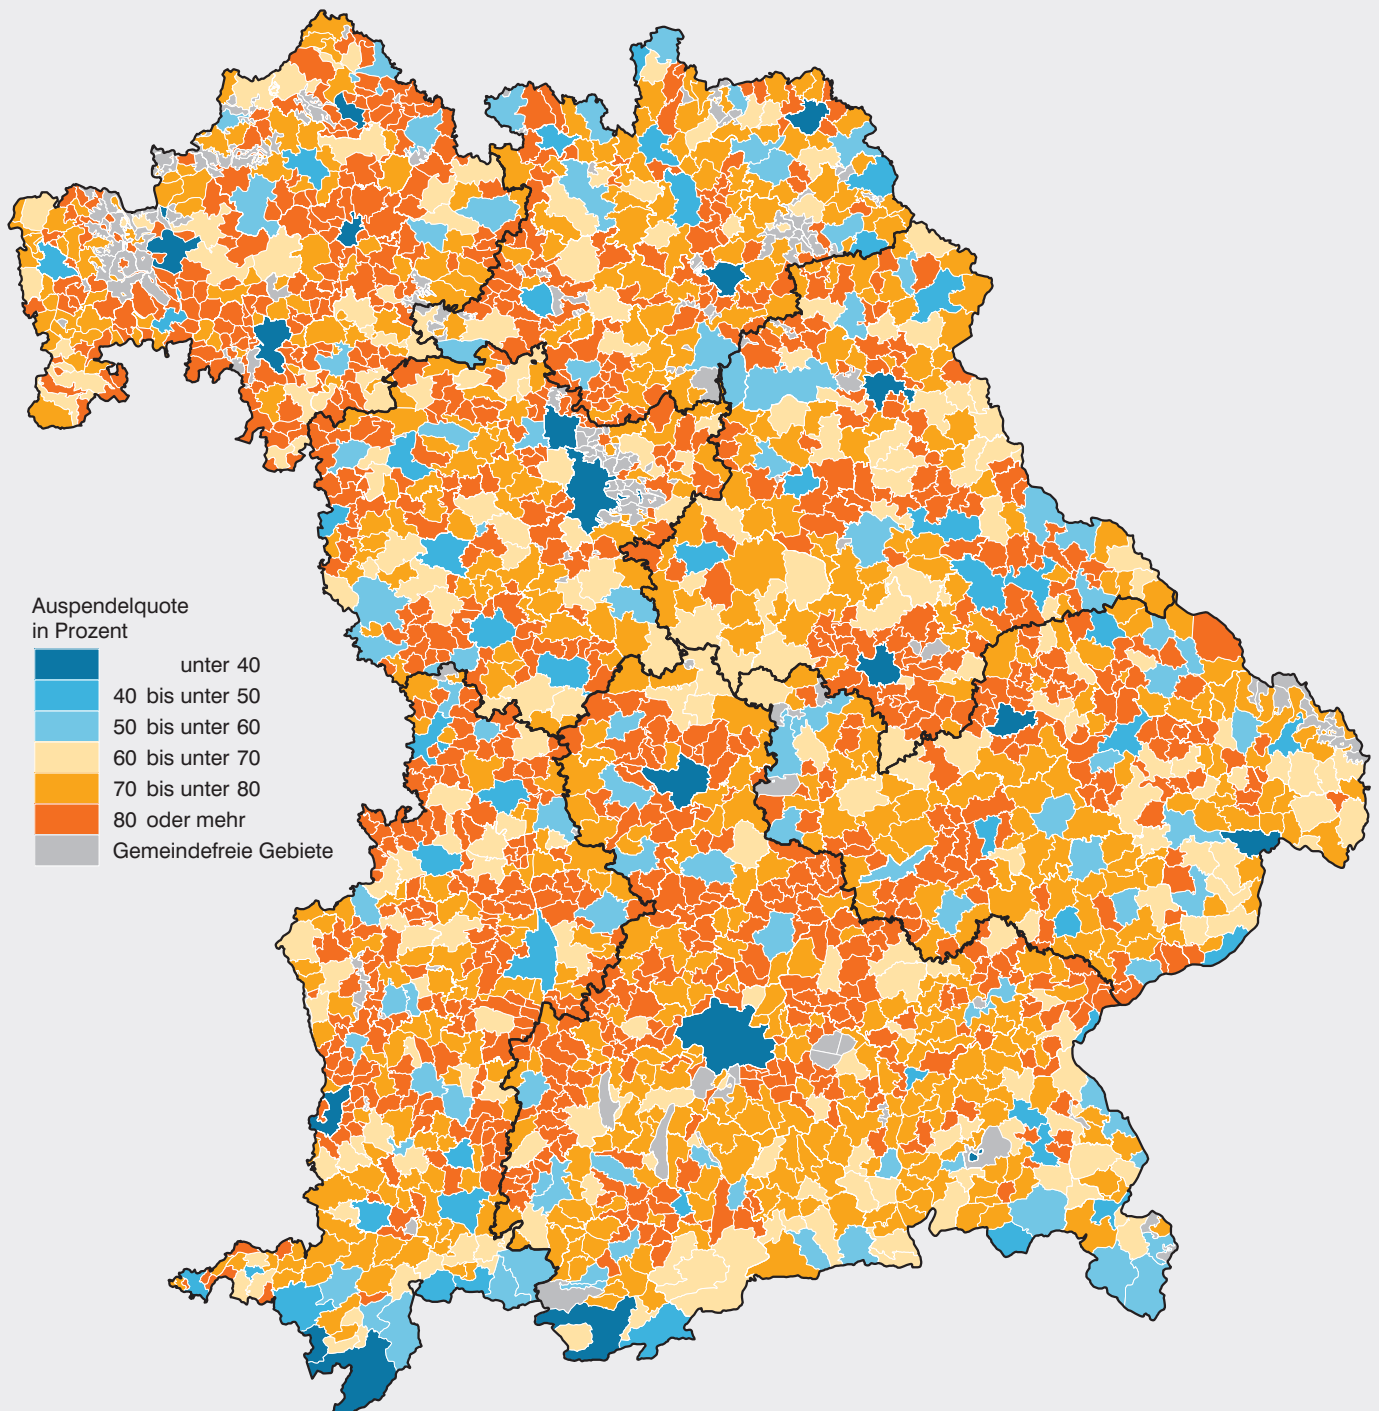 Auspendelquote
in Prozent
unter 40
40 bis unter 50
50 bis unter 60
60 bis unter 70
70 bis unter 80
80 oder mehr
Gemeindefreie Gebiete